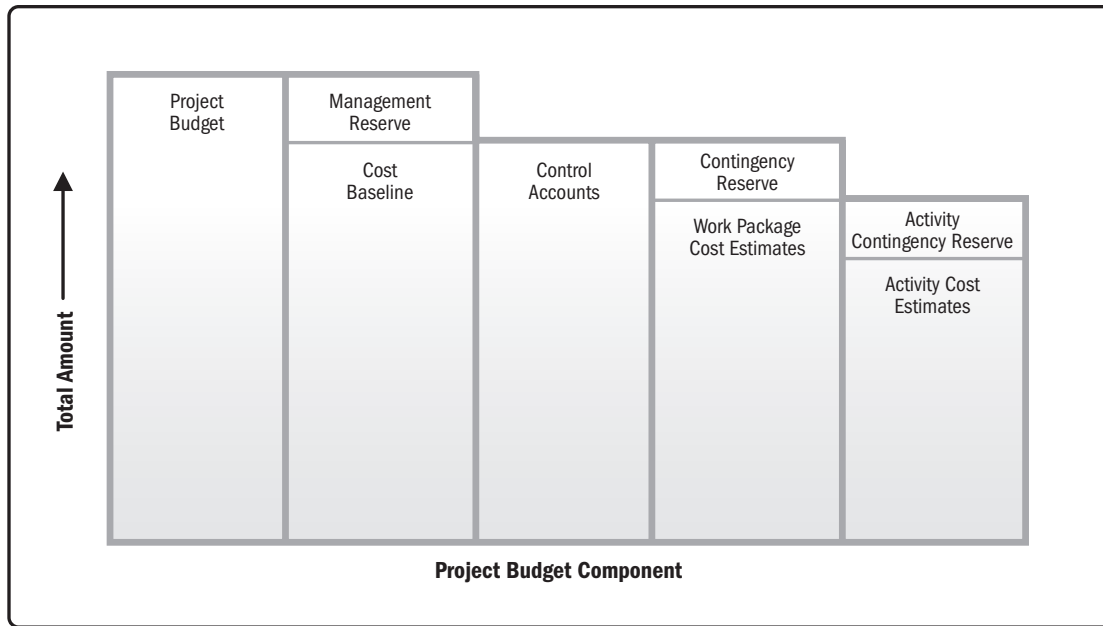 Project
Budget
Management
Reserve
Cost
Baseline
Control
Accounts
Contingency
Reserve
Work Package
Cost Estimates
Activity
Contingency Reserve
Activity Cost
Estimates
Total Amount
Project Budget Component